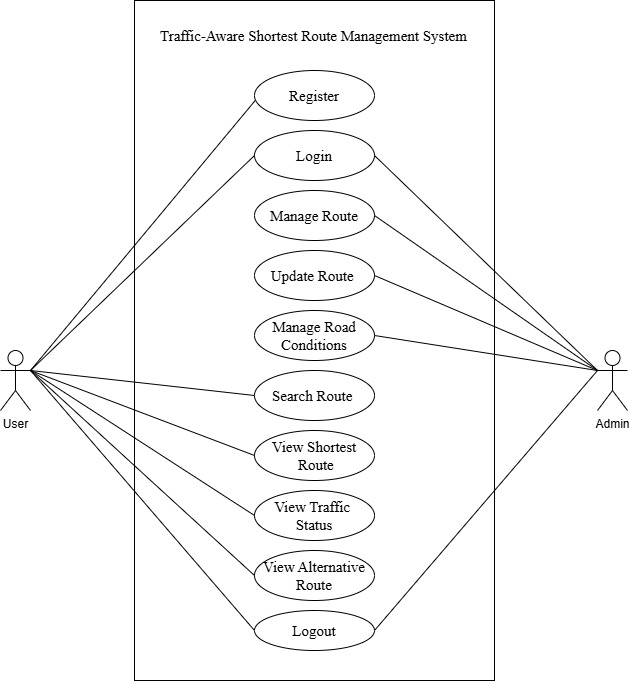 Traffic-Aware Shortest Route Management System
Register
Login
Manage Route
Update Route
Manage Road
Conditions
Search Route
View Shortest
Route
View Traffic
Status
View Alternative
Route
Logout
User
Admin